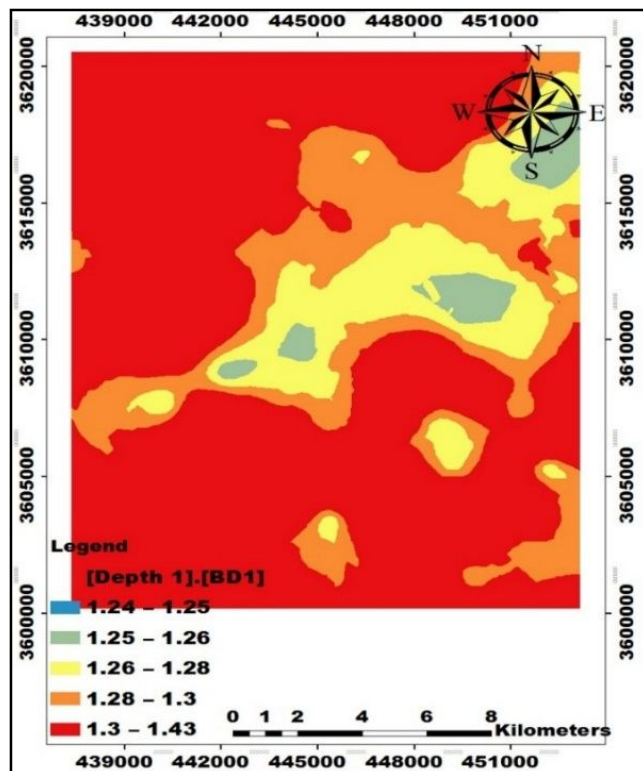 439000 442000 445000 448000 451000
N
W E
S
3620000 3620000
3615000 3615000
3610000 3610000
3605000 3605000
3600000 3600000
Legend
[Depth 1].[BD1]
1.24 – 1.25
1.25 – 1.26
1.26 – 1.28
1.28 – 1.3
1.3 – 1.43
0 1 2 4 6 8
Kilometers
439000 442000 445000 448000 451000